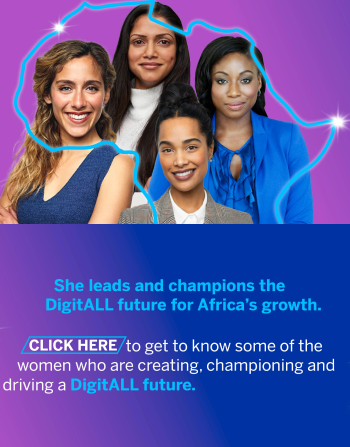 She leads and champions the
DigitALL future for Africa's growth.
CLICK HERE to get to know some of the
women who are creating, championing and
driving a DigitALL future.